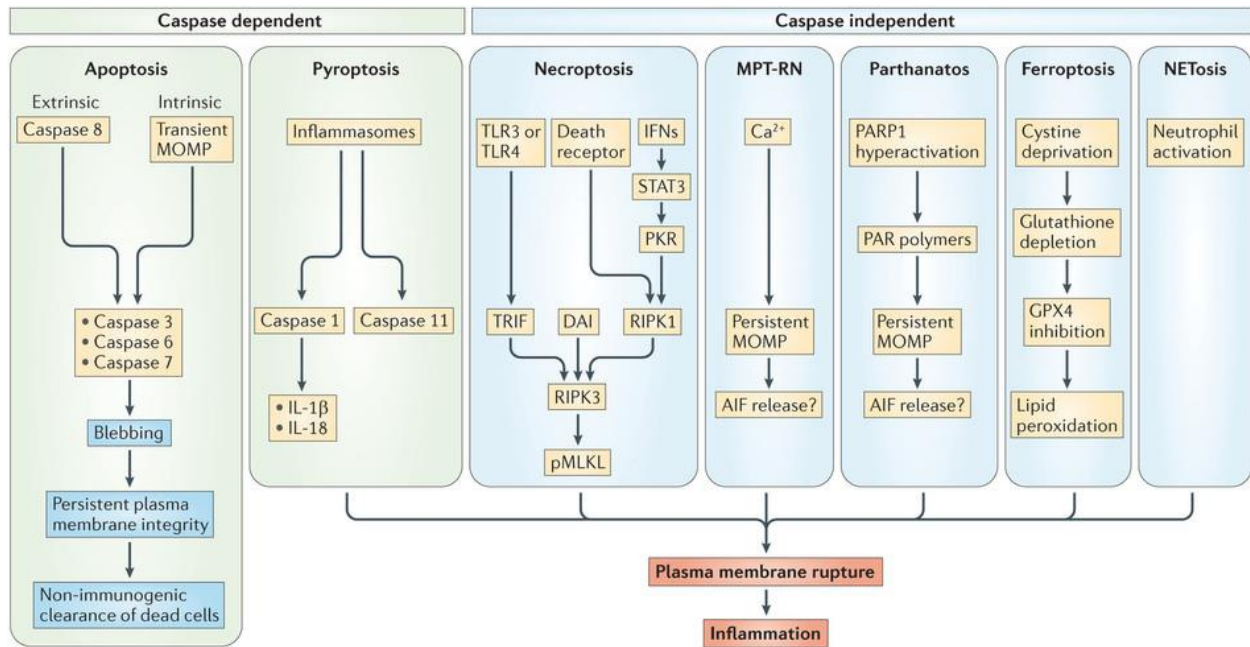 Caspase dependent
Caspase independent
Apoptosis
Extrinsic
Intrinsic
Caspase 8
Transient
MOMP
• Caspase 3
• Caspase 6
• Caspase 7
Blebbing
Persistent plasma
membrane integrity
Non-immunogenic
clearance of dead cells
Pyroptosis
Inflammasomes
Caspase 1
Caspase 11
• IL-1β
• IL-18
Necroptosis
TLR3 or
TLR4
Death
receptor
IFNs
STAT3
PKR
TRIF
DAI
RIPK1
RIPK3
pMLKL
MPT-RN
Ca²⁺
Persistent
MOMP
AIF release?
Parthanatos
PARP1
hyperactivation
PAR polymers
Persistent
MOMP
AIF release?
Ferroptosis
Cystine
deprivation
Glutathione
depletion
GPX4
inhibition
Lipid
peroxidation
NETosis
Neutrophil
activation
Plasma membrane rupture
Inflammation